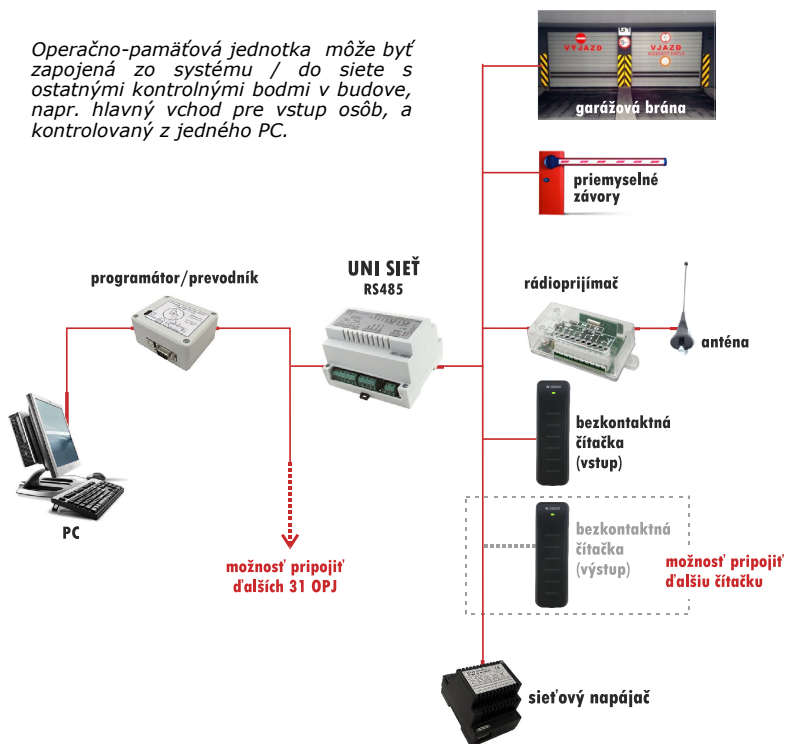 Operačno-pamäťová jednotka môže byť
zapojená zo systému / do siete s
ostatnými kontrolnými bodmi v budove,
napr. hlavný vchod pre vstup osôb, a
kontrolovaný z jedného PC.
VÝJAZD
VJAZD
garážová brána
priemyselné
závory
UNI SIEŤ
RS485
programátor/prevodník
rádioprijímač
anténa
bezkontaktná
čítačka
(vstup)
PC
bezkontaktná
čítačka
(výstup)
možnosť pripojiť
ďalších 31 OPJ
možnosť pripojiť
ďalšiu čítačku
sieťový napájač